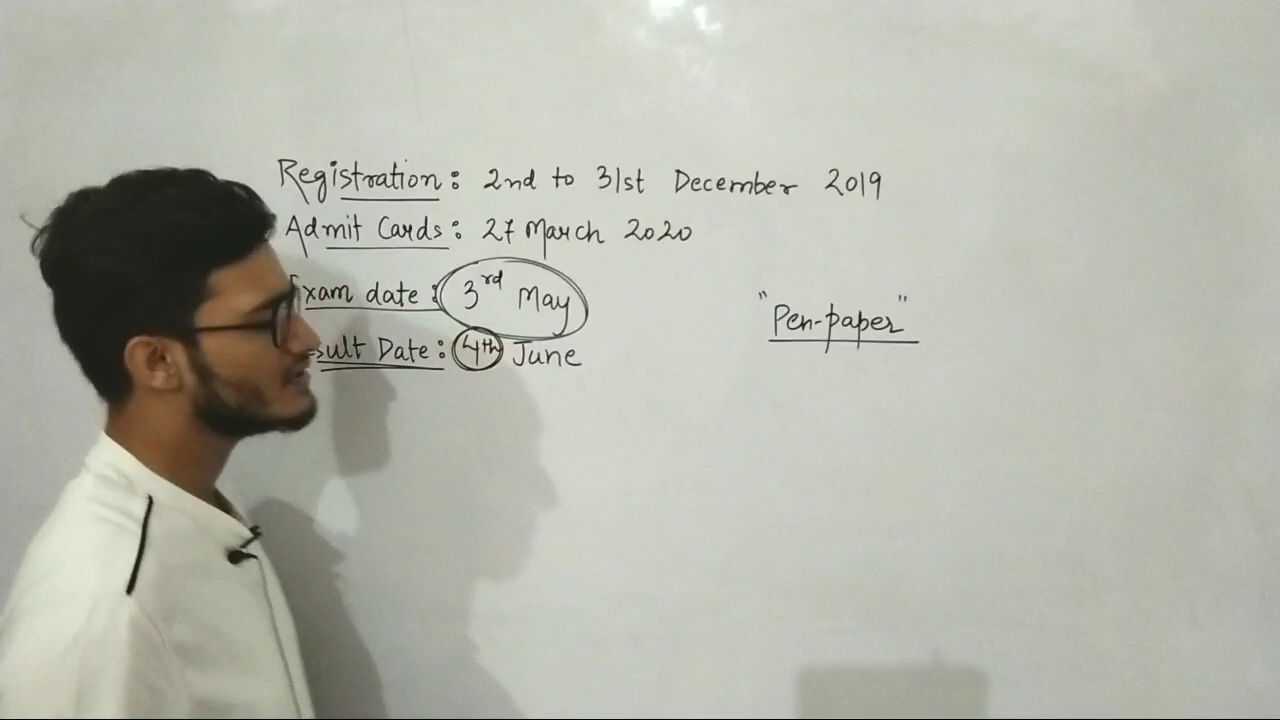 Registration: 2nd to 31st December 2019
Admit Cards: 27 March 2020
Exam date: 3rd May
"Pen-paper"
sult Date: 4th June